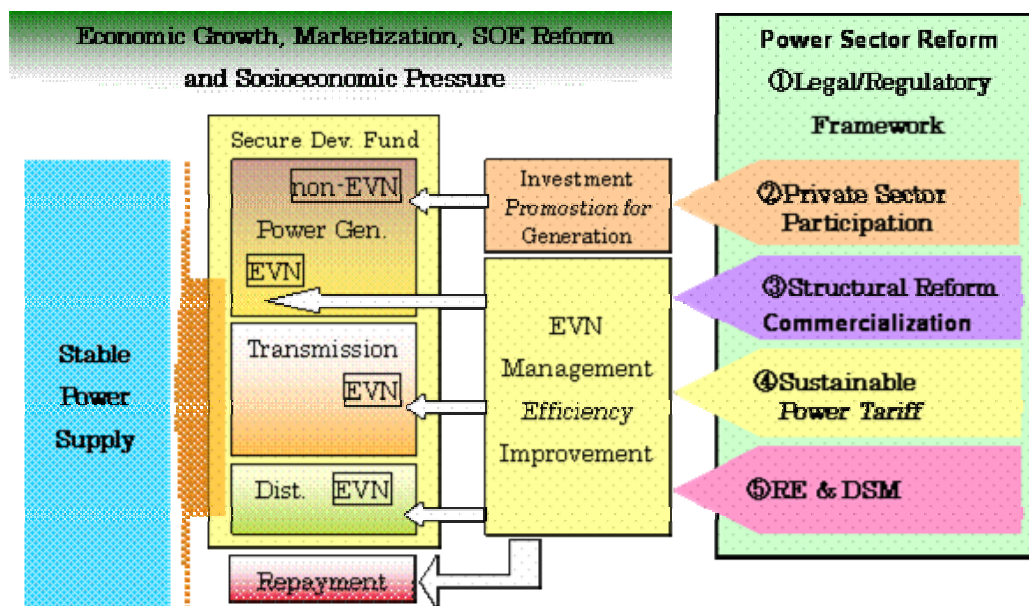 Economic Growth, Marketization, SOE Reform
and Socioeconomic Pressure
Stable
Power
Supply
Secure Dev. Fund
non-EVN
Power Gen.
EVN
Transmission
EVN
Dist. EVN
Repayment
Investment
Promostion for
Generation
EVN
Management
Efficiency
Improvement
Power Sector Reform
①Legal/Regulatory
Framework
②Private Sector
Participation
③Structural Reform
Commercialization
④Sustainable
Power Tariff
⑤RE & DSM